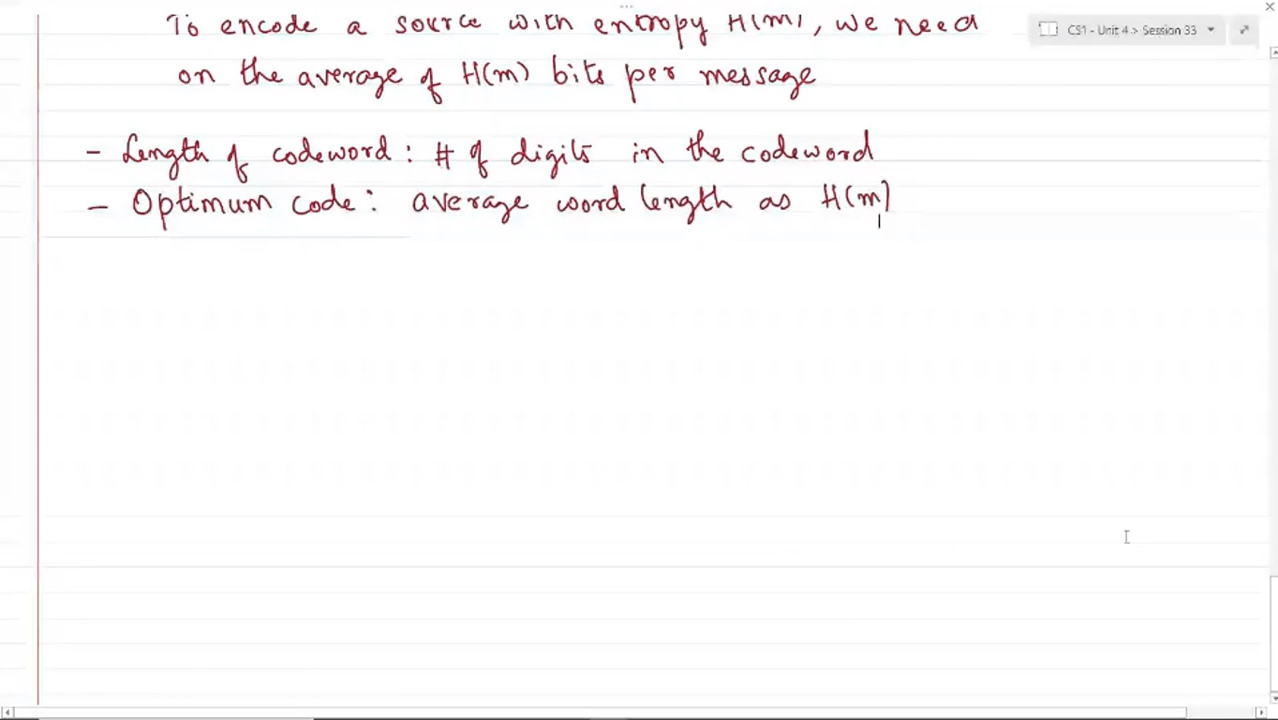 CS1 - Unit 4 > Session 33
To encode a source with entropy H(m), we need
on the average of H(m) bits per message
- Length of codeword : # of digits in the codeword
- Optimum code : average word length as H(m)